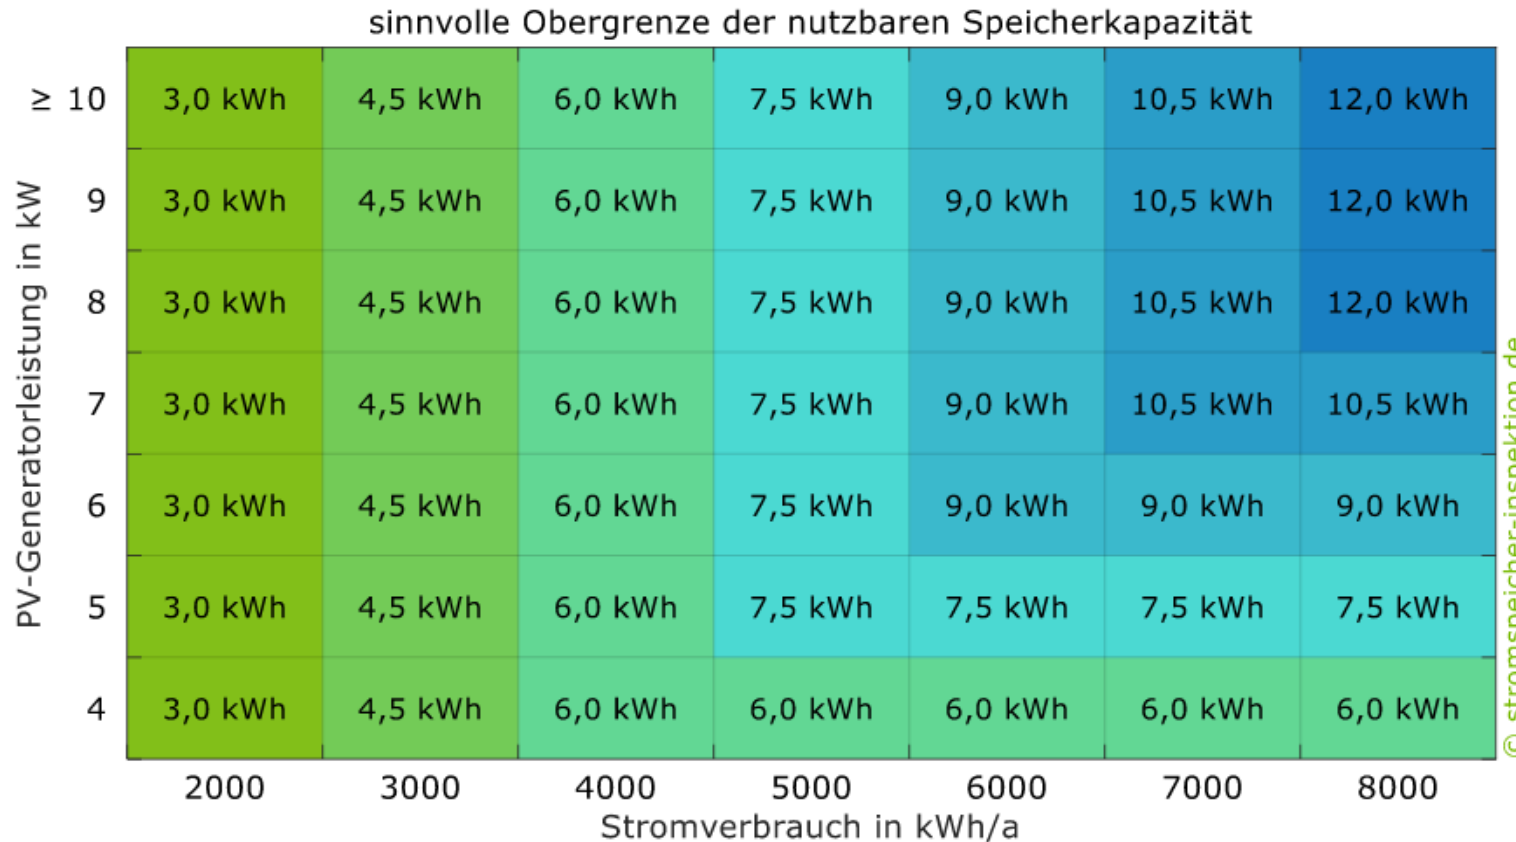 sinnvolle Obergrenze der nutzbaren Speicherkapazität
PV-Generatorleistung in kW
≥ 10 3,0 kWh 4,5 kWh 6,0 kWh 7,5 kWh 9,0 kWh 10,5 kWh 12,0 kWh
9 3,0 kWh 4,5 kWh 6,0 kWh 7,5 kWh 9,0 kWh 10,5 kWh 12,0 kWh
8 3,0 kWh 4,5 kWh 6,0 kWh 7,5 kWh 9,0 kWh 10,5 kWh 12,0 kWh
7 3,0 kWh 4,5 kWh 6,0 kWh 7,5 kWh 9,0 kWh 10,5 kWh 10,5 kWh
6 3,0 kWh 4,5 kWh 6,0 kWh 7,5 kWh 9,0 kWh 9,0 kWh 9,0 kWh
5 3,0 kWh 4,5 kWh 6,0 kWh 7,5 kWh 7,5 kWh 7,5 kWh 7,5 kWh
4 3,0 kWh 4,5 kWh 6,0 kWh 6,0 kWh 6,0 kWh 6,0 kWh 6,0 kWh
2000 3000 4000 5000 6000 7000 8000
Stromverbrauch in kWh/a
© stromspeicher-inspektion.de